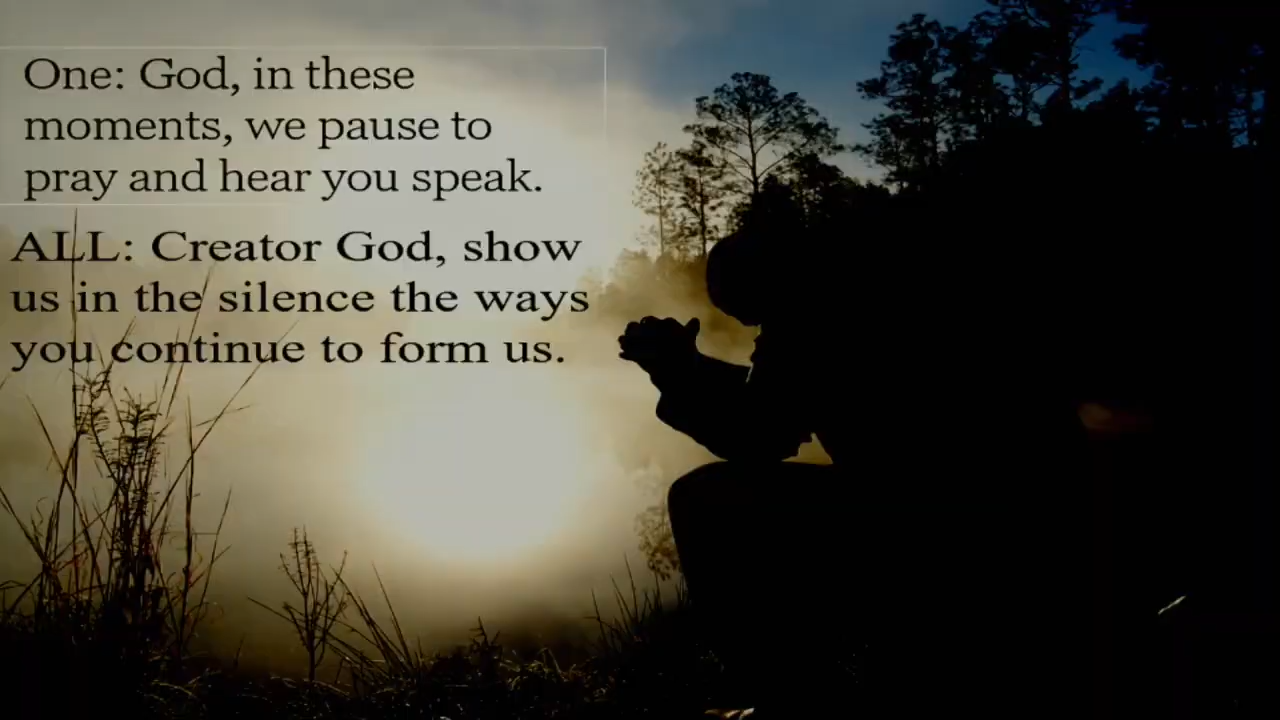 One: God, in these
moments, we pause to
pray and hear you speak.
ALL: Creator God, show
us in the silence the ways
you continue to form us.